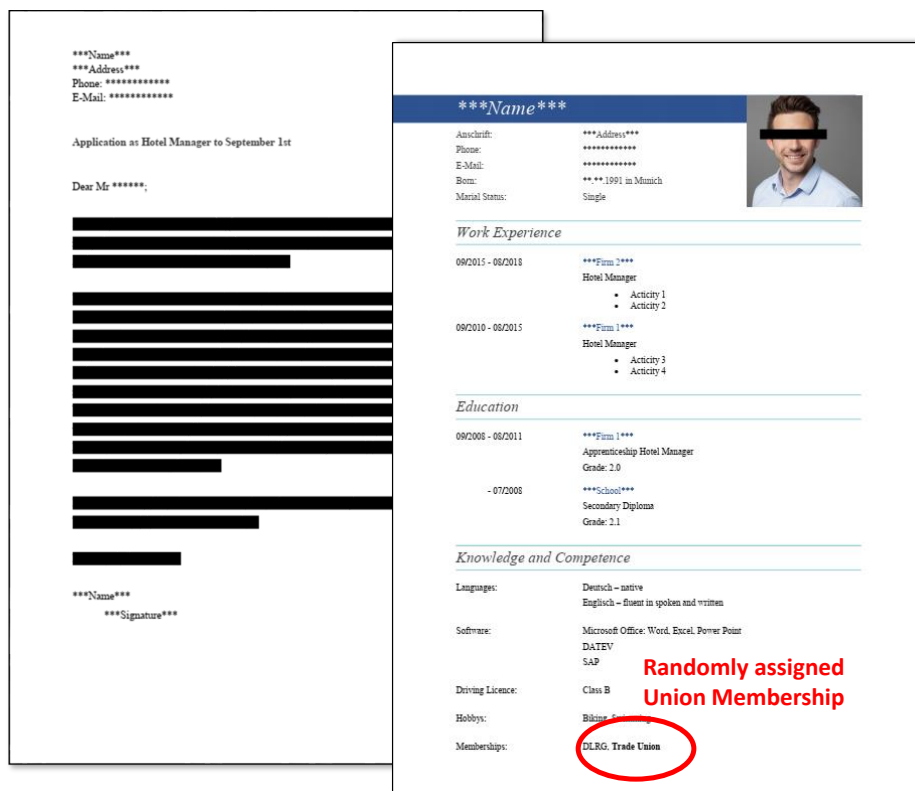 ***Name***
***Address***
Phone: ************
E-Mail: ************
Application as Hotel Manager to September 1st
Dear Mr ******;
***Name***
***Signature***
***Name***
Anschrift: ***Address***
Phone: ************
E-Mail: ************
Born: **.**.1991 in Munich
Marial Status: Single
Work Experience
09/2015 - 08/2018 ***Firm 2***
Hotel Manager
• Acticity 1
• Acticity 2
09/2010 - 08/2015 ***Firm 1***
Hotel Manager
• Acticity 3
• Acticity 4
Education
09/2008 - 08/2011 ***Firm 1***
Apprenticeship Hotel Manager
Grade: 2.0
- 07/2008 ***School***
Secondary Diploma
Grade: 2.1
Knowledge and Competence
Languages: Deutsch – native
Englisch – fluent in spoken and written
Software: Microsoft Office: Word, Excel, Power Point
DATEV
SAP
Randomly assigned
Union Membership
Driving Licence: Class B
Hobbys: Biking,
Memberships: DLRG, Trade Union